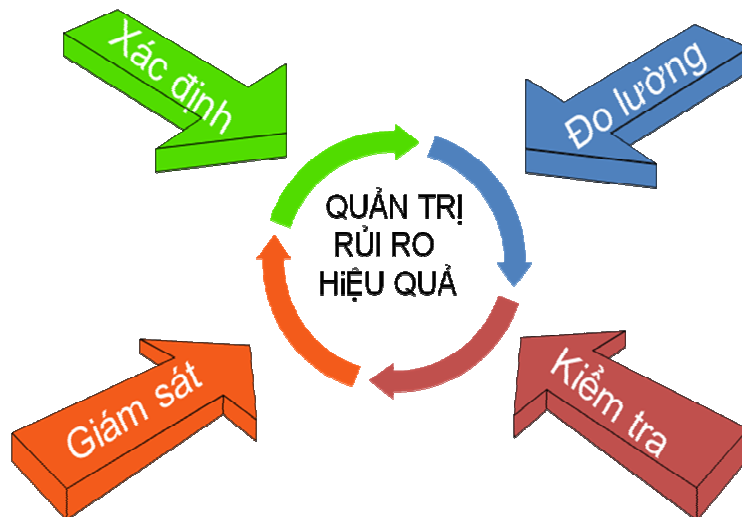 Xác định
Đo lường
QUẢN TRỊ
RỦI RO
HiỆU QUẢ
Giám sát
Kiểm tra